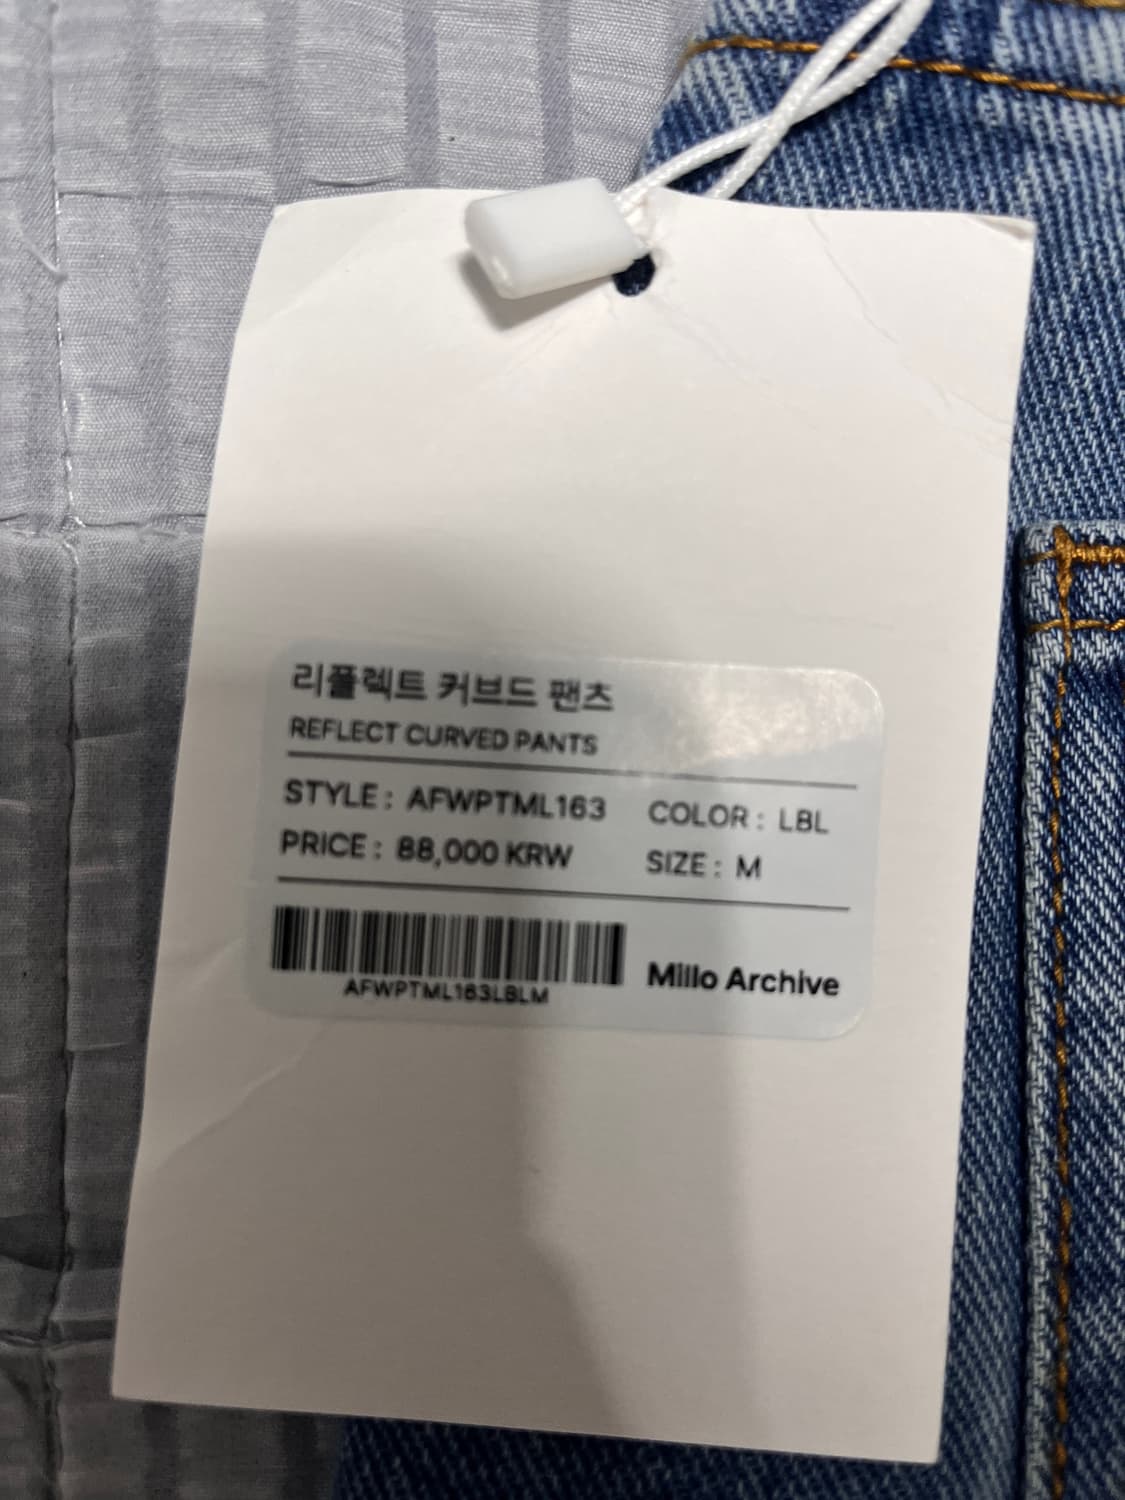 리플렉트 커브드 팬츠
REFLECT CURVED PANTS
STYLE : AFWPTML163 COLOR : LBL
PRICE : 88,000 KRW SIZE : M
AFWPTML163LBLM
Millo Archive